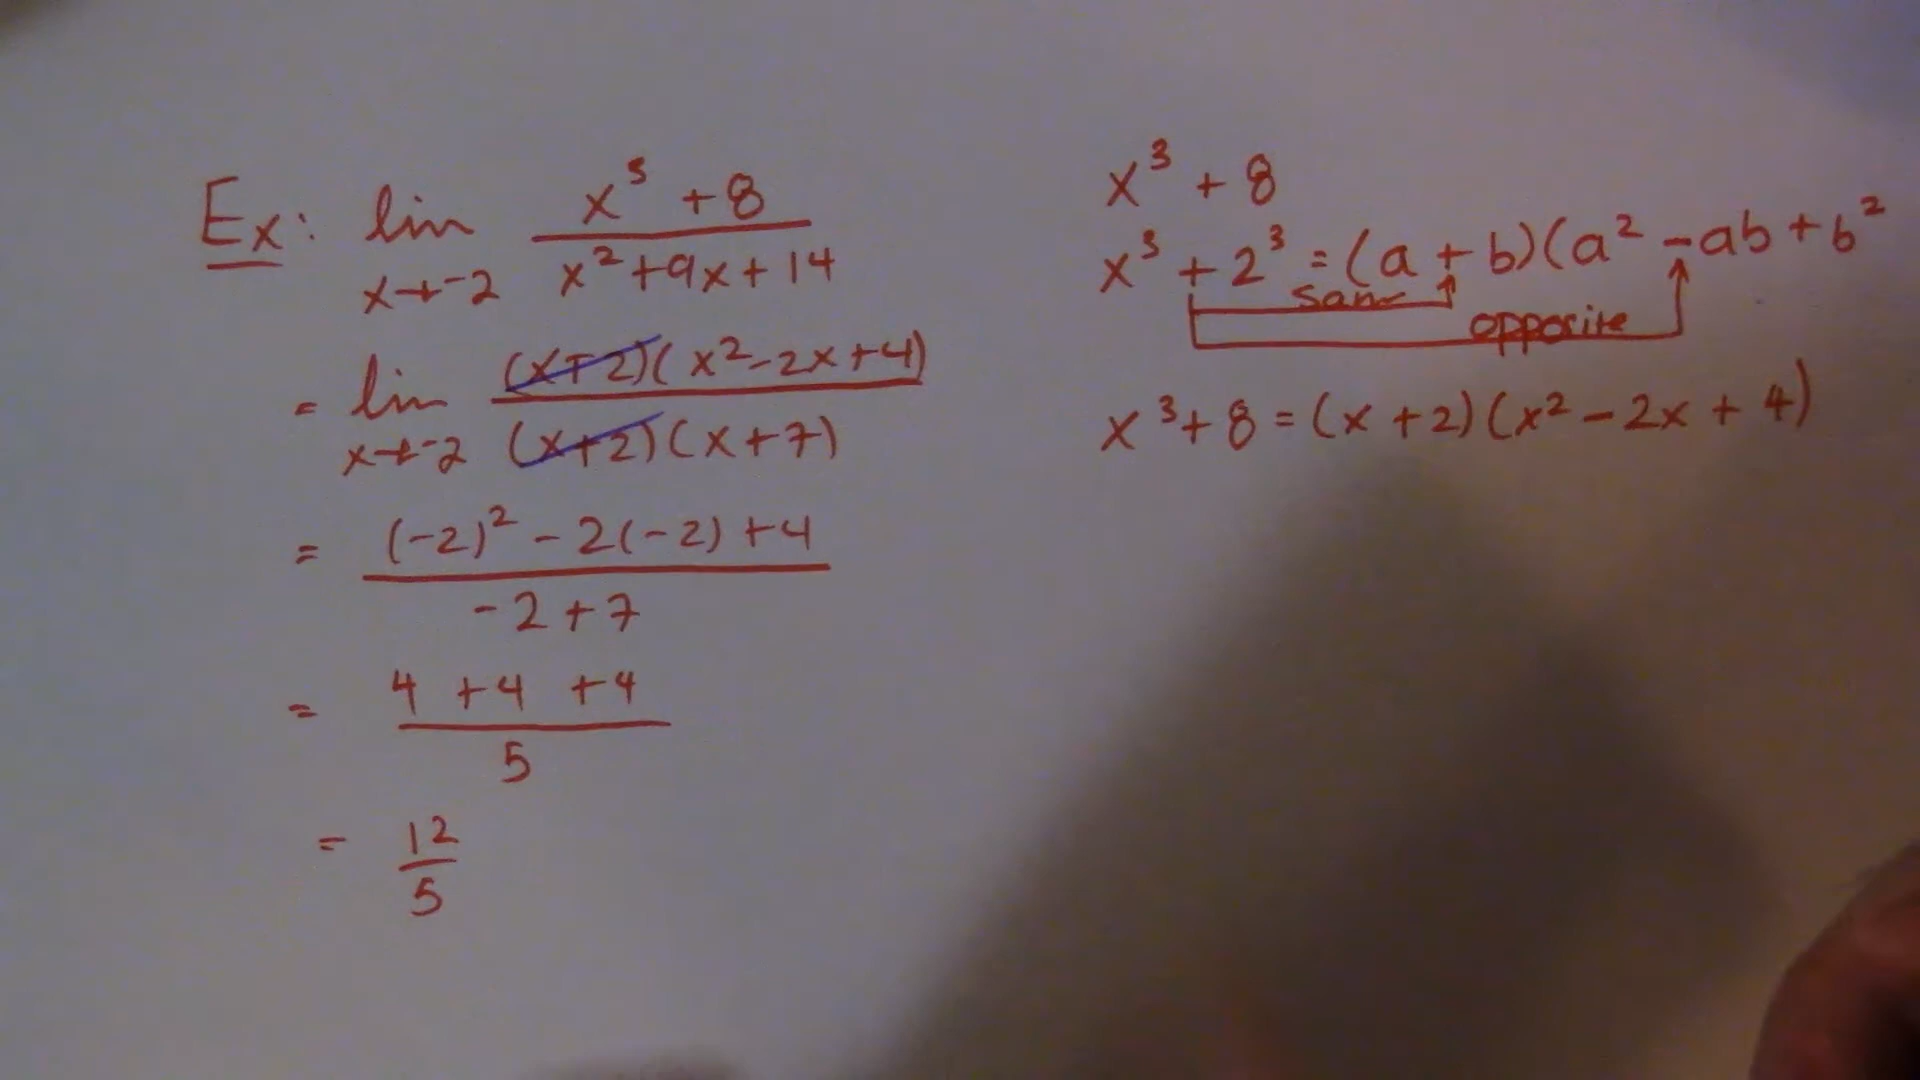 Ex: lim x→-2 (x³ + 8)/(x² + 9x + 14)
= lim x→-2 ((x+2)(x² - 2x + 4))/((x+2)(x+7))
= ((-2)² - 2(-2) + 4)/(-2 + 7)
= (4 + 4 + 4)/5
= 12/5
x³ + 8
x³ + 2³ = (a + b)(a² - ab + b²
same
opposite
x³ + 8 = (x + 2)(x² - 2x + 4)